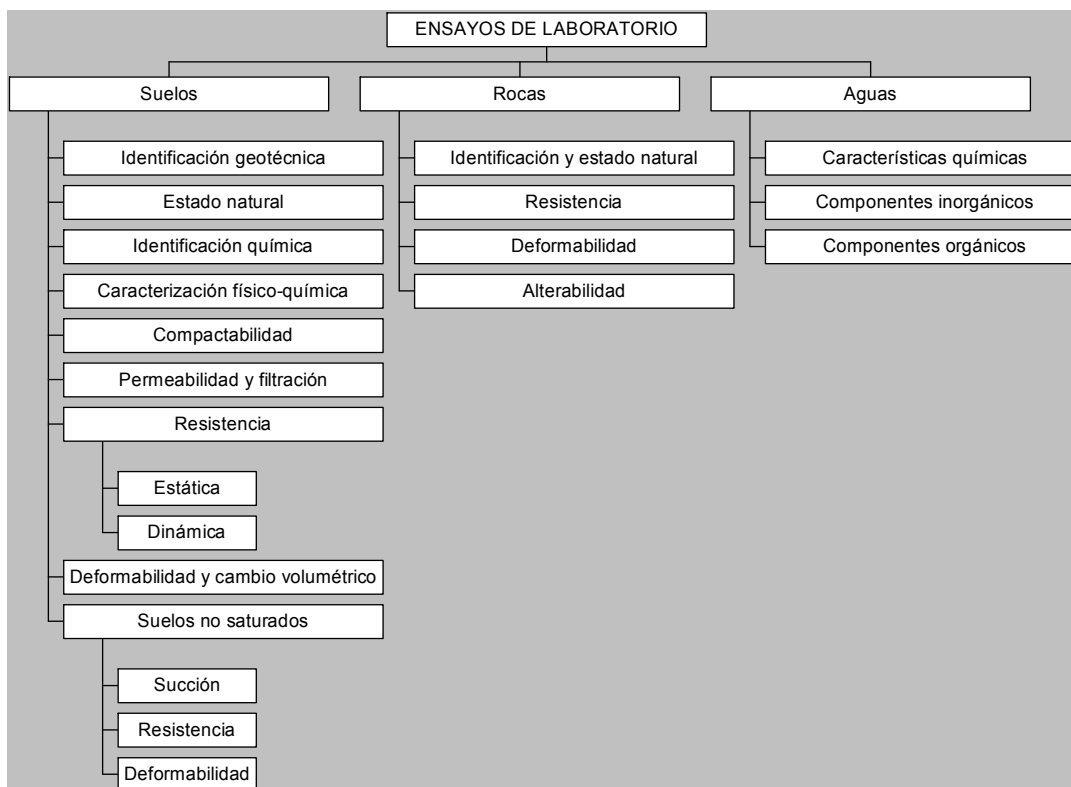 ENSAYOS DE LABORATORIO
Suelos
Identificación geotécnica
Estado natural
Identificación química
Caracterización físico-química
Compactabilidad
Permeabilidad y filtración
Resistencia
Estática
Dinámica
Deformabilidad y cambio volumétrico
Suelos no saturados
Succión
Resistencia
Deformabilidad
Rocas
Identificación y estado natural
Resistencia
Deformabilidad
Alterabilidad
Aguas
Características químicas
Componentes inorgánicos
Componentes orgánicos